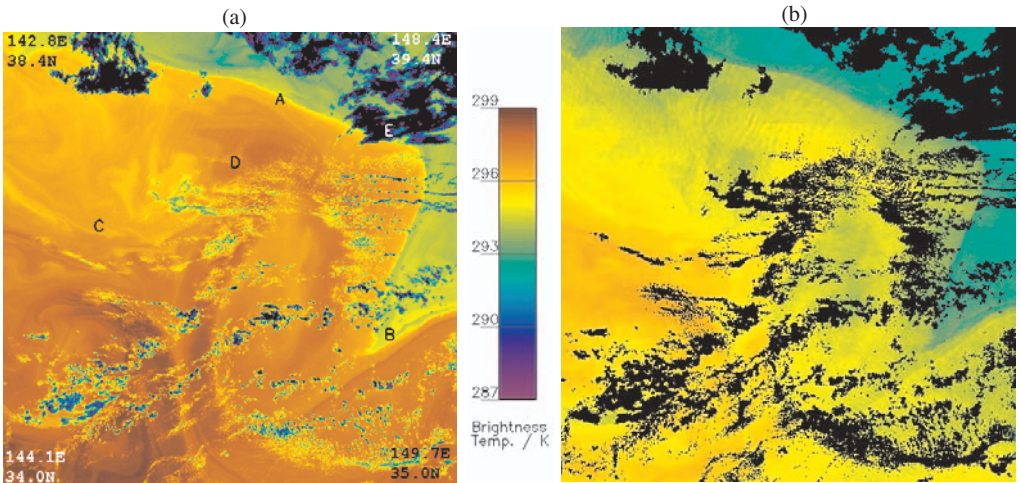 (a)
(b)
142.8E
38.4N
148.4E
39.4N
A
E
D
C
B
144.1E
34.0N
149.7E
35.0N
299
296
293
290
287
Brightness
Temp. / K